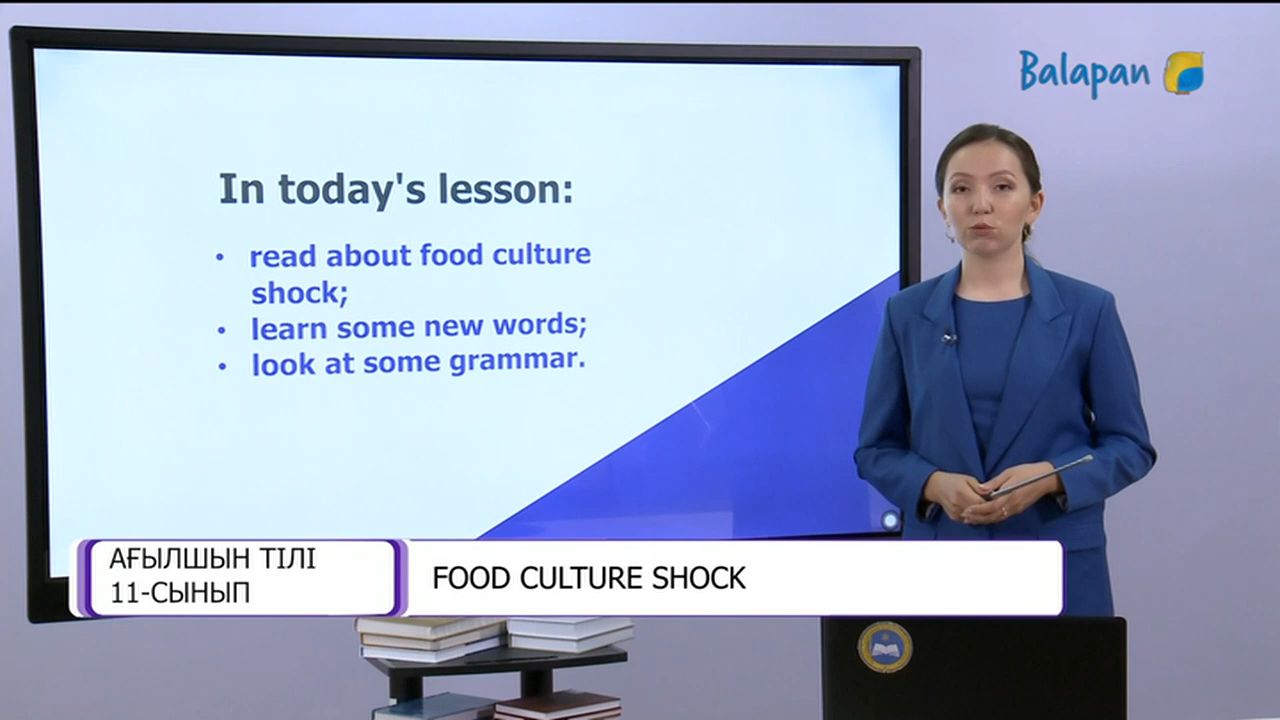 Balapan
In today's lesson:
• read about food culture
shock;
• learn some new words;
• look at some grammar.
АҒЫЛШЫН ТІЛІ
11-СЫНЫП
FOOD CULTURE SHOCK